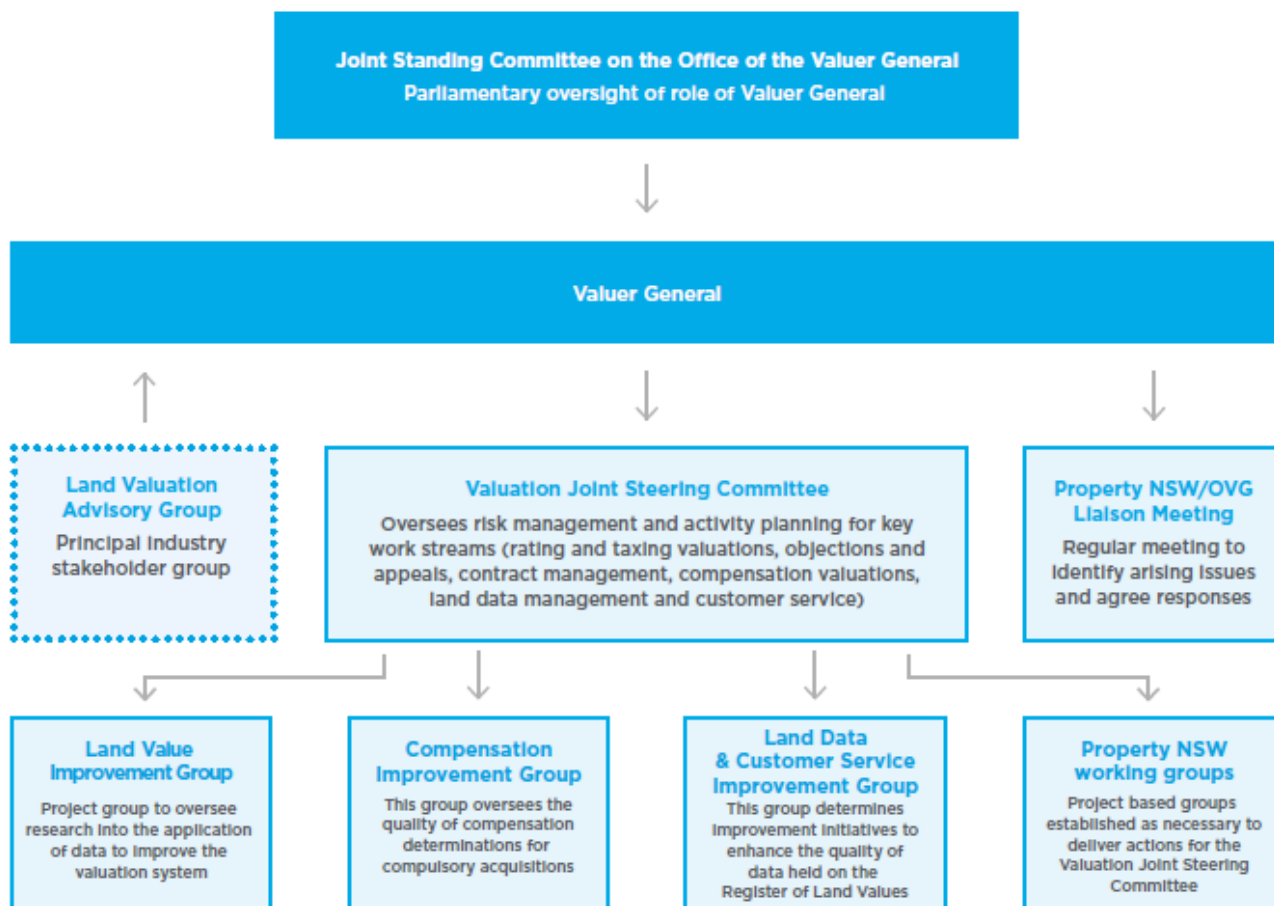 Joint Standing Committee on the Office of the Valuer General
Parliamentary oversight of role of Valuer General
Valuer General
Land Valuation
Advisory Group
Principal industry
stakeholder group
Valuation Joint Steering Committee
Oversees risk management and activity planning for key
work streams (rating and taxing valuations, objections and
appeals, contract management, compensation valuations,
land data management and customer service)
Property NSW/OVG
Liaison Meeting
Regular meeting to
identify arising issues
and agree responses
Land Value
Improvement Group
Project group to oversee
research into the application
of data to improve the
valuation system
Compensation
Improvement Group
This group oversees the
quality of compensation
determinations for
compulsory acquisitions
Land Data
& Customer Service
Improvement Group
This group determines
improvement initiatives to
enhance the quality of
data held on the
Register of Land Values
Property NSW
working groups
Project based groups
established as necessary to
deliver actions for the
Valuation Joint Steering
Committee